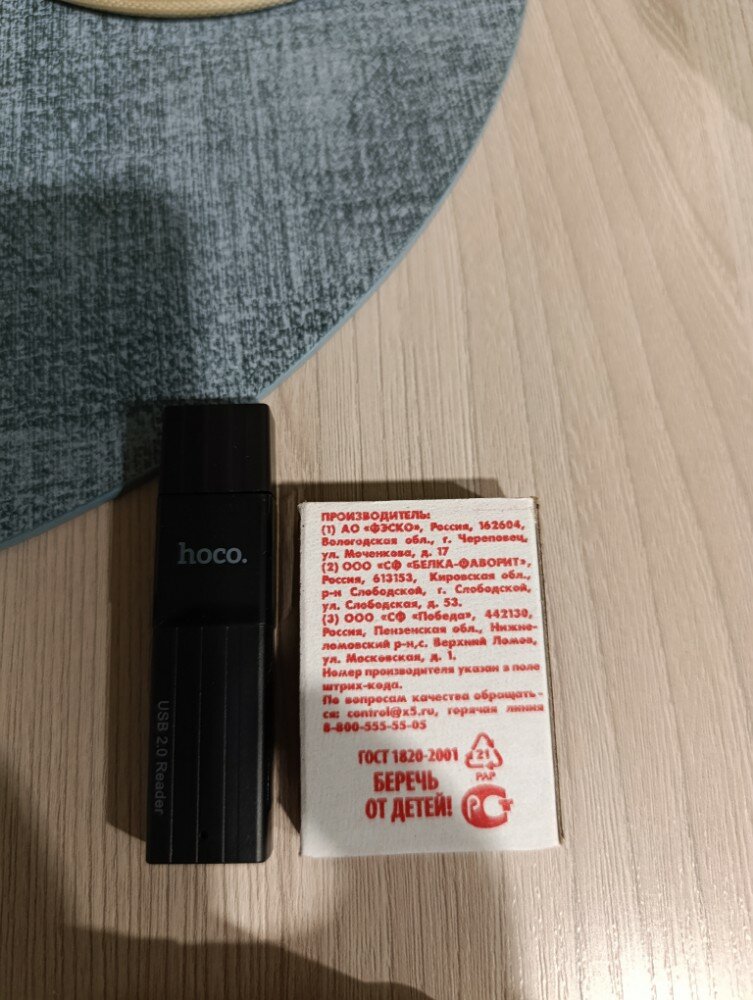 hoco.
USB 2.0 Reader
ПРОИЗВОДИТЕЛЬ:
(1) АО «ФЭСКО», Россия, 162604,
Вологодская обл., г. Череповец,
ул. Моченкова, д. 17
(2) ООО «СФ «БЕЛКА-ФАВОРИТ»,
Россия, 613153, Кировская обл.,
р-н Слободской, г. Слободской,
ул. Слободская, д. 53.
(3) ООО «СФ «Победа», 442130,
Россия, Пензенская обл., Нижне-
ломовский р-н,с. Верхний Ломов,
ул. Московская, д. 1.
Номер производителя указан в поле
штрих-кода.
По вопросам качества обращать-
ся: control@x5.ru, горячая линия
8-800-555-55-05
ГОСТ 1820-2001
21
PAP
БЕРЕЧЬ
ОТ ДЕТЕЙ!
РСТ